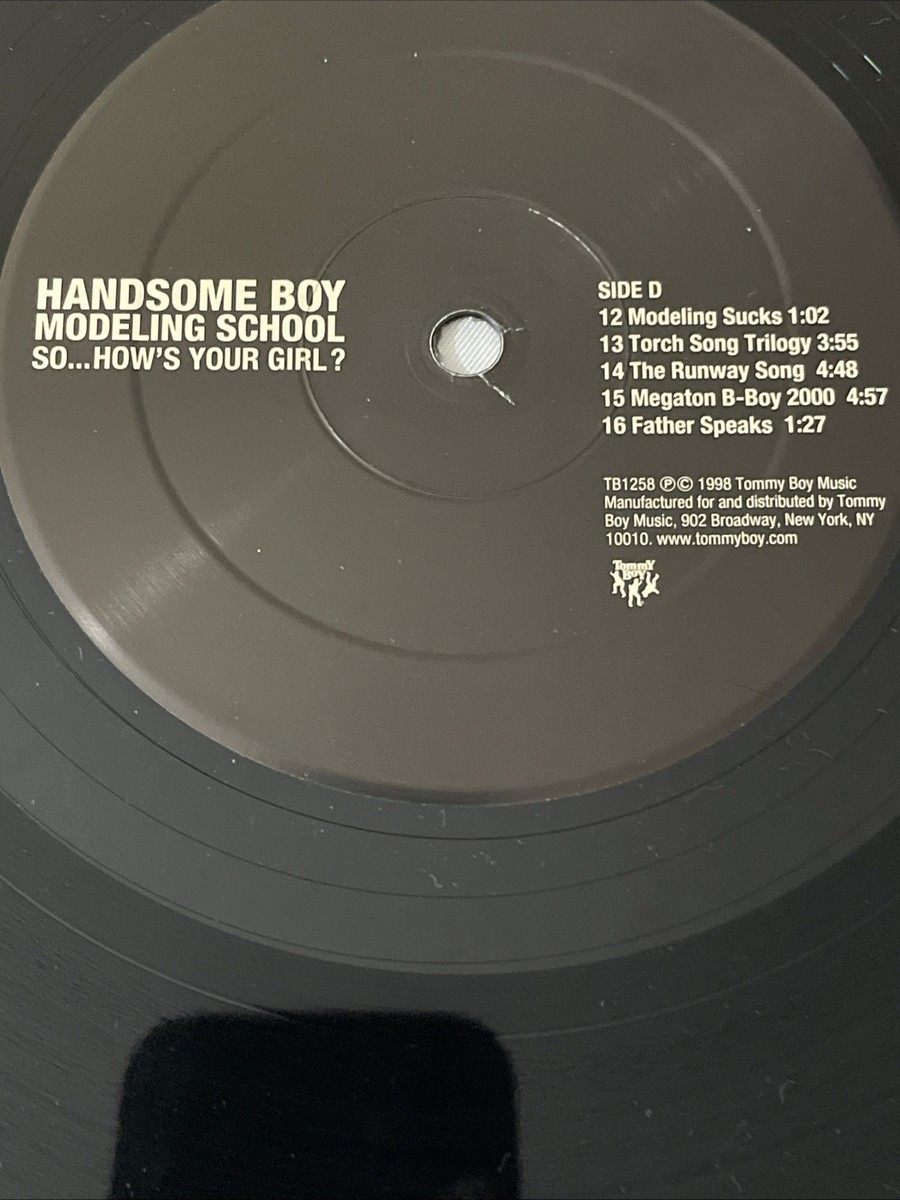 HANDSOME BOY
MODELING SCHOOL
SO...HOW'S YOUR GIRL?
SIDE D
12 Modeling Sucks 1:02
13 Torch Song Trilogy 3:55
14 The Runway Song 4:48
15 Megaton B-Boy 2000 4:57
16 Father Speaks 1:27
TB1258 ℗© 1998 Tommy Boy Music
Manufactured for and distributed by Tommy
Boy Music, 902 Broadway, New York, NY
10010. www.tommyboy.com
Tommy
Boy